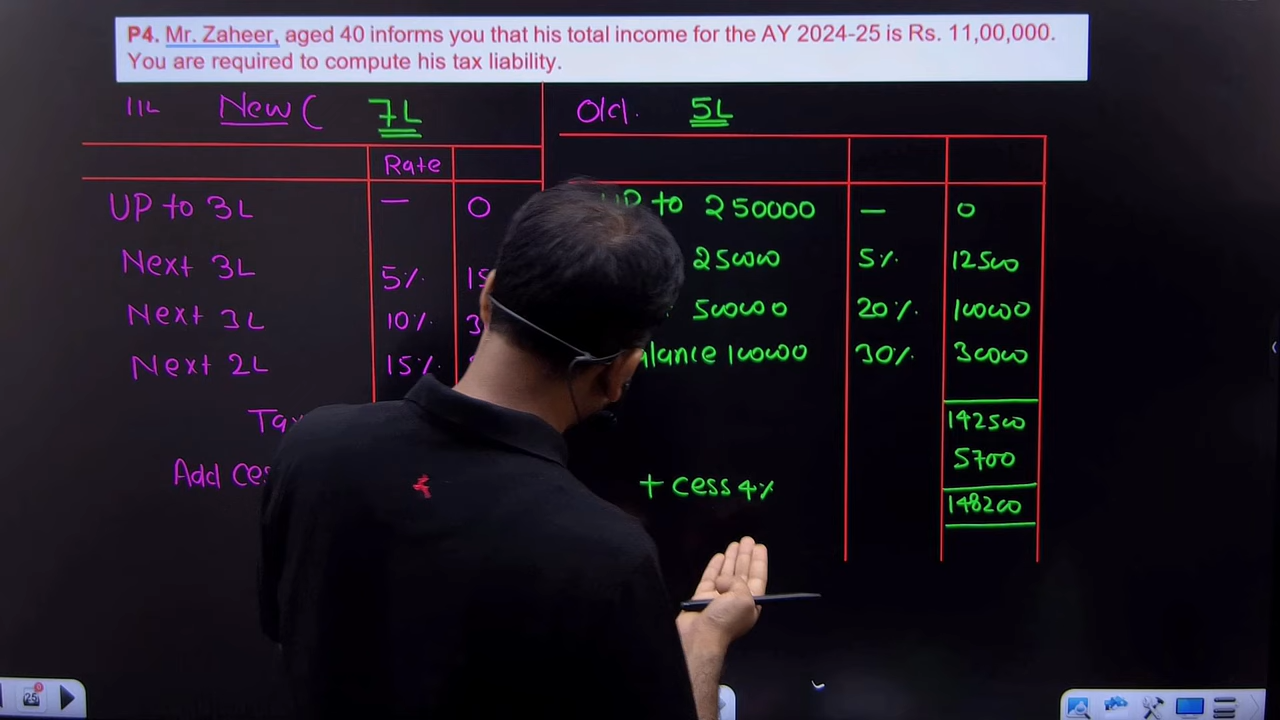 P4. Mr. Zaheer, aged 40 informs you that his total income for the AY 2024-25 is Rs. 11,00,000.
You are required to compute his tax liability.
11L New ( 7L
Rate
UP to 3L — 0
Next 3L 5%
Next 3L 10%
Next 2L 15%
Add
Old. 5L
to 250000 — 0
250000 5% 12500
500000 20% 100000
100000 30% 30000
142500
5700
+ cess 4%
148200
25